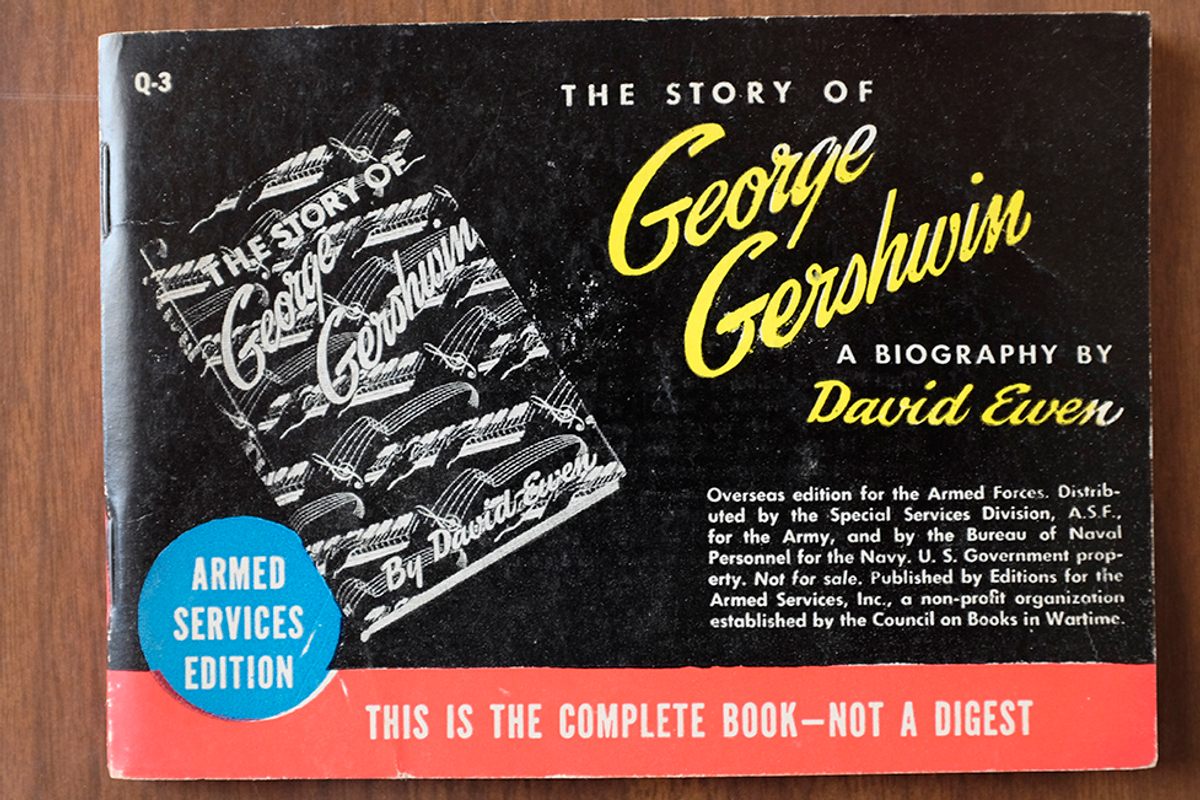 Q-3
THE STORY OF
George
Gershwin
A BIOGRAPHY BY
David Ewen
THE STORY OF
George
Gershwin
By David Ewen
Overseas edition for the Armed Forces. Distrib-
uted by the Special Services Division, A.S.F.,
for the Army, and by the Bureau of Naval
Personnel for the Navy. U. S. Government prop-
erty. Not for sale. Published by Editions for the
Armed Services, Inc., a non-profit organization
established by the Council on Books in Wartime.
ARMED
SERVICES
EDITION
THIS IS THE COMPLETE BOOK—NOT A DIGEST